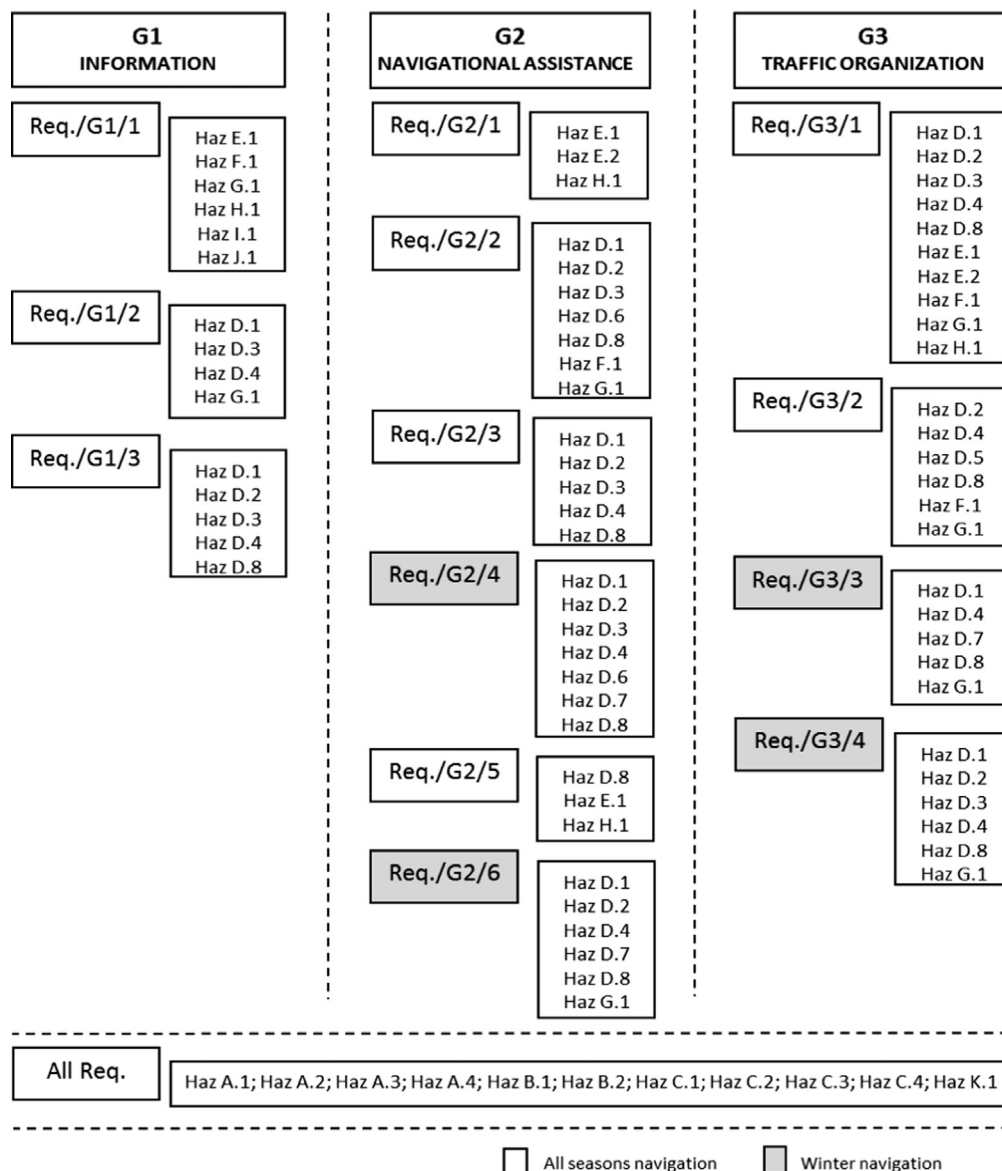 G1
INFORMATION
Req./G1/1
Haz E.1
Haz F.1
Haz G.1
Haz H.1
Haz I.1
Haz J.1
Req./G1/2
Haz D.1
Haz D.3
Haz D.4
Haz G.1
Req./G1/3
Haz D.1
Haz D.2
Haz D.3
Haz D.4
Haz D.8
G2
NAVIGATIONAL ASSISTANCE
Req./G2/1
Haz E.1
Haz E.2
Haz H.1
Req./G2/2
Haz D.1
Haz D.2
Haz D.3
Haz D.6
Haz D.8
Haz F.1
Haz G.1
Req./G2/3
Haz D.1
Haz D.2
Haz D.3
Haz D.4
Haz D.8
Req./G2/4
Haz D.1
Haz D.2
Haz D.3
Haz D.4
Haz D.6
Haz D.7
Haz D.8
Req./G2/5
Haz D.8
Haz E.1
Haz H.1
Req./G2/6
Haz D.1
Haz D.2
Haz D.4
Haz D.7
Haz D.8
Haz G.1
G3
TRAFFIC ORGANIZATION
Req./G3/1
Haz D.1
Haz D.2
Haz D.3
Haz D.4
Haz D.8
Haz E.1
Haz E.2
Haz F.1
Haz G.1
Haz H.1
Req./G3/2
Haz D.2
Haz D.4
Haz D.5
Haz D.8
Haz F.1
Haz G.1
Req./G3/3
Haz D.1
Haz D.4
Haz D.7
Haz D.8
Haz G.1
Req./G3/4
Haz D.1
Haz D.2
Haz D.3
Haz D.4
Haz D.8
Haz G.1
All Req.
Haz A.1; Haz A.2; Haz A.3; Haz A.4; Haz B.1; Haz B.2; Haz C.1; Haz C.2; Haz C.3; Haz C.4; Haz K.1
All seasons navigation
Winter navigation